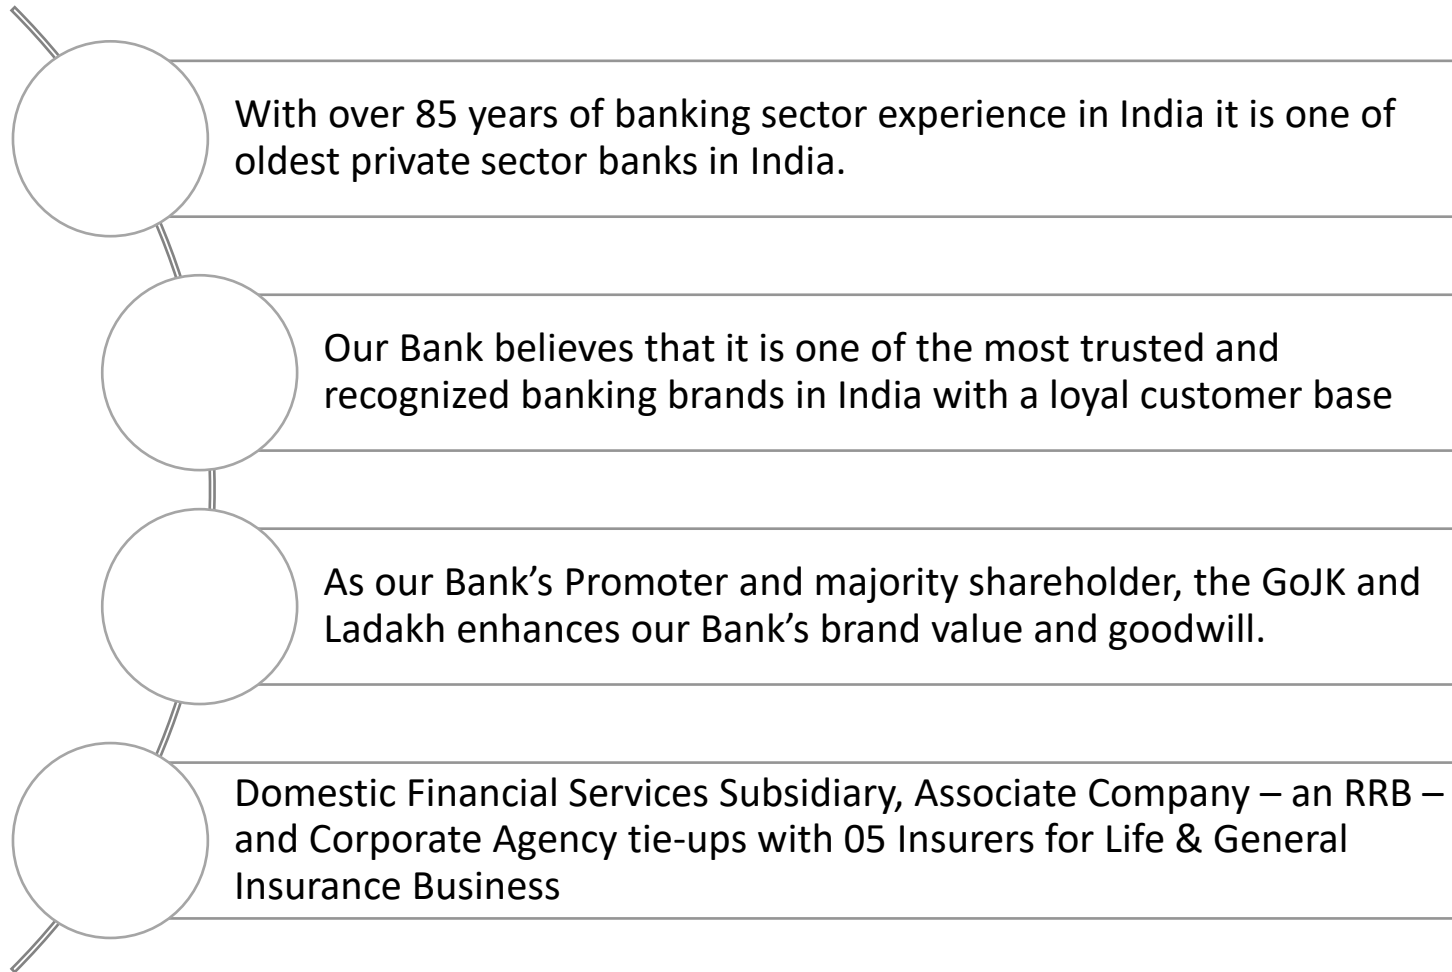 With over 85 years of banking sector experience in India it is one of
oldest private sector banks in India.
Our Bank believes that it is one of the most trusted and
recognized banking brands in India with a loyal customer base
As our Bank’s Promoter and majority shareholder, the GoJK and
Ladakh enhances our Bank’s brand value and goodwill.
Domestic Financial Services Subsidiary, Associate Company – an RRB –
and Corporate Agency tie-ups with 05 Insurers for Life & General
Insurance Business